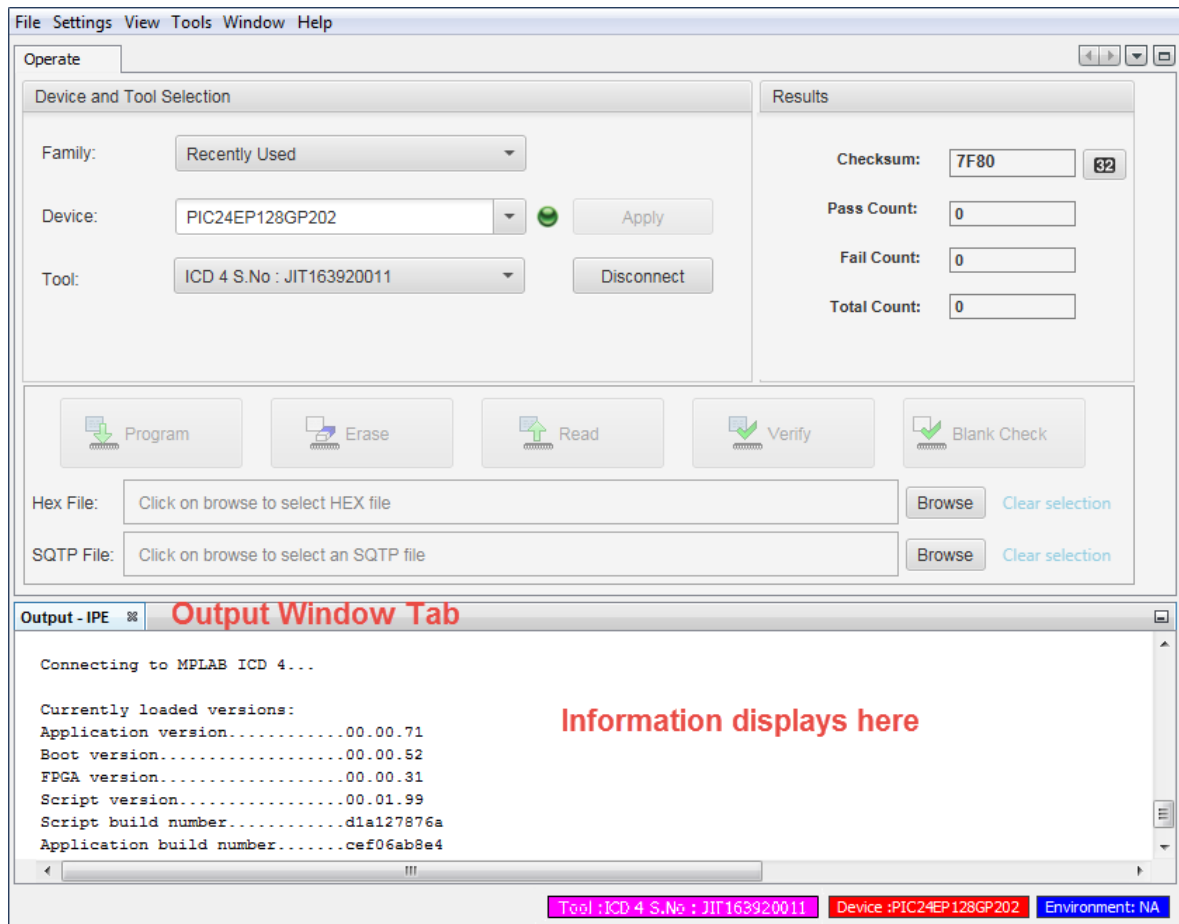 File Settings View Tools Window Help
Operate
Device and Tool Selection
Results
Family:
Recently Used
Checksum:
7F80
32
Device:
PIC24EP128GP202
Apply
Pass Count:
0
Tool:
ICD 4 S.No : JIT163920011
Disconnect
Fail Count:
0
Total Count:
0
Program
Erase
Read
Verify
Blank Check
Hex File:
Click on browse to select HEX file
Browse
Clear selection
SQTP File:
Click on browse to select an SQTP file
Browse
Clear selection
Output - IPE
Output Window Tab
Connecting to MPLAB ICD 4...
Information displays here
Currently loaded versions:
Application version............00.00.71
Boot version....................00.00.52
FPGA version....................00.00.31
Script version..................00.01.99
Script build number............d1a127876a
Application build number.......cef06ab8e4
Tool :ICD 4 S.No : JIT163920011
Device :PIC24EP128GP202
Environment: NA